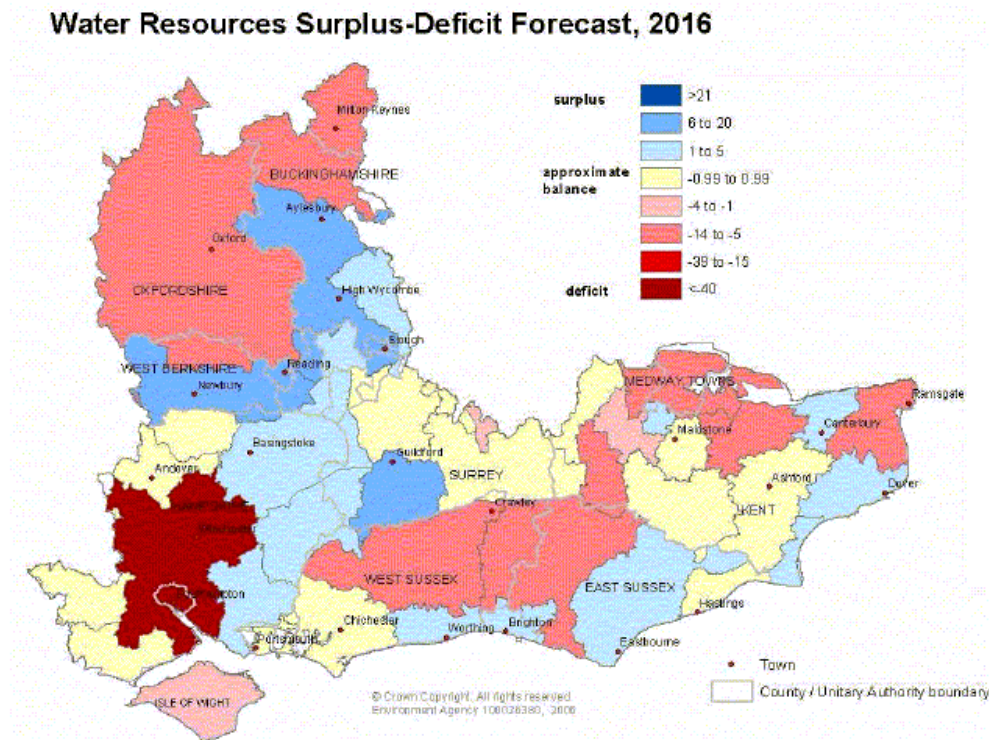 Water Resources Surplus-Deficit Forecast, 2016
surplus
>21
6 to 20
1 to 5
approximate
balance
-0.99 to 0.99
-4 to -1
-14 to -5
-39 to -15
deficit
<-40
Milton Keynes
BUCKINGHAMSHIRE
Aylesbury
Oxford
OXFORDSHIRE
High Wycombe
Slough
WEST BERKSHIRE
Reading
Newbury
MEDWAY TOWNS
Ramsgate
Maidstone
Canterbury
Basingstoke
Andover
Guildford
SURREY
Ashford
Dover
Crawley
KENT
WEST SUSSEX
EAST SUSSEX
Hastings
Chichester
Worthing
Brighton
Portsmouth
Eastbourne
ISLE OF WIGHT
Town
County / Unitary Authority boundary
© Crown Copyright. All rights reserved
Environment Agency 100026380, 2006